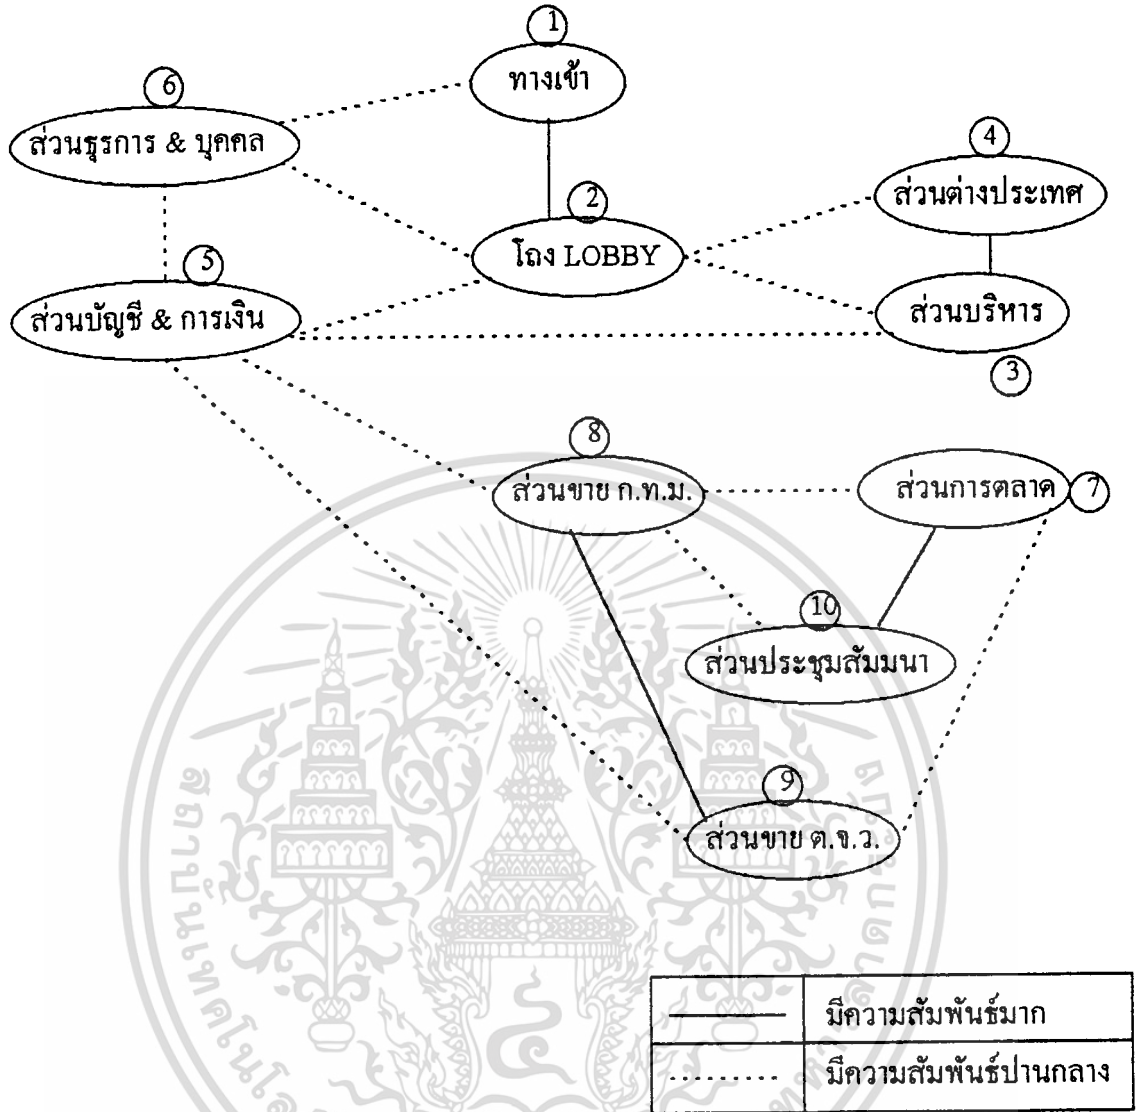 1
ทางเข้า
6
ส่วนธุรการ & บุคคล
4
ส่วนต่างประเทศ
2
โถง LOBBY
5
ส่วนบัญชี & การเงิน
ส่วนบริหาร
3
8
ส่วนขาย ก.ท.ม.
ส่วนการตลาด
7
10
ส่วนประชุมสัมมนา
9
ส่วนขาย ต.จ.ว.
มีความสัมพันธ์มาก
มีความสัมพันธ์ปานกลาง